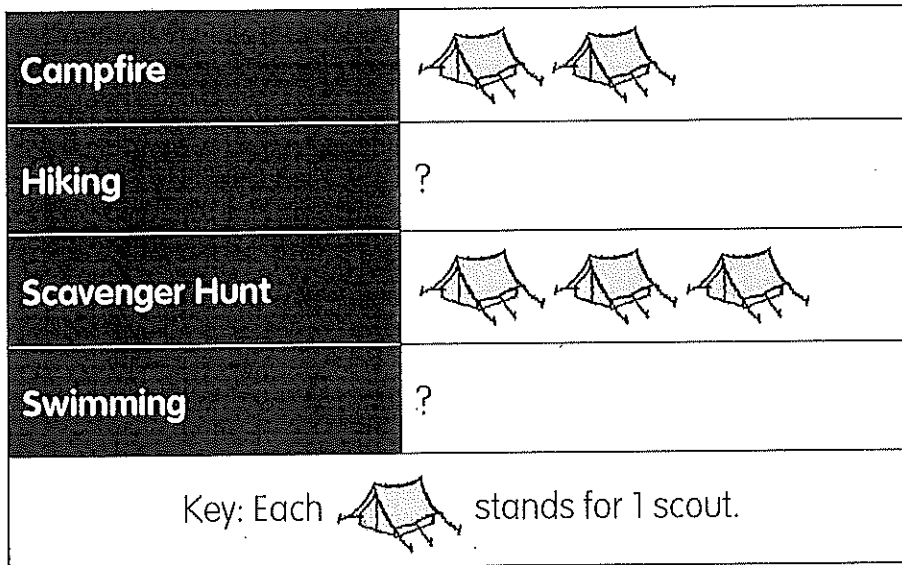 Campfire
Hiking
?
Scavenger Hunt
Swimming
?
Key: Each stands for 1 scout.